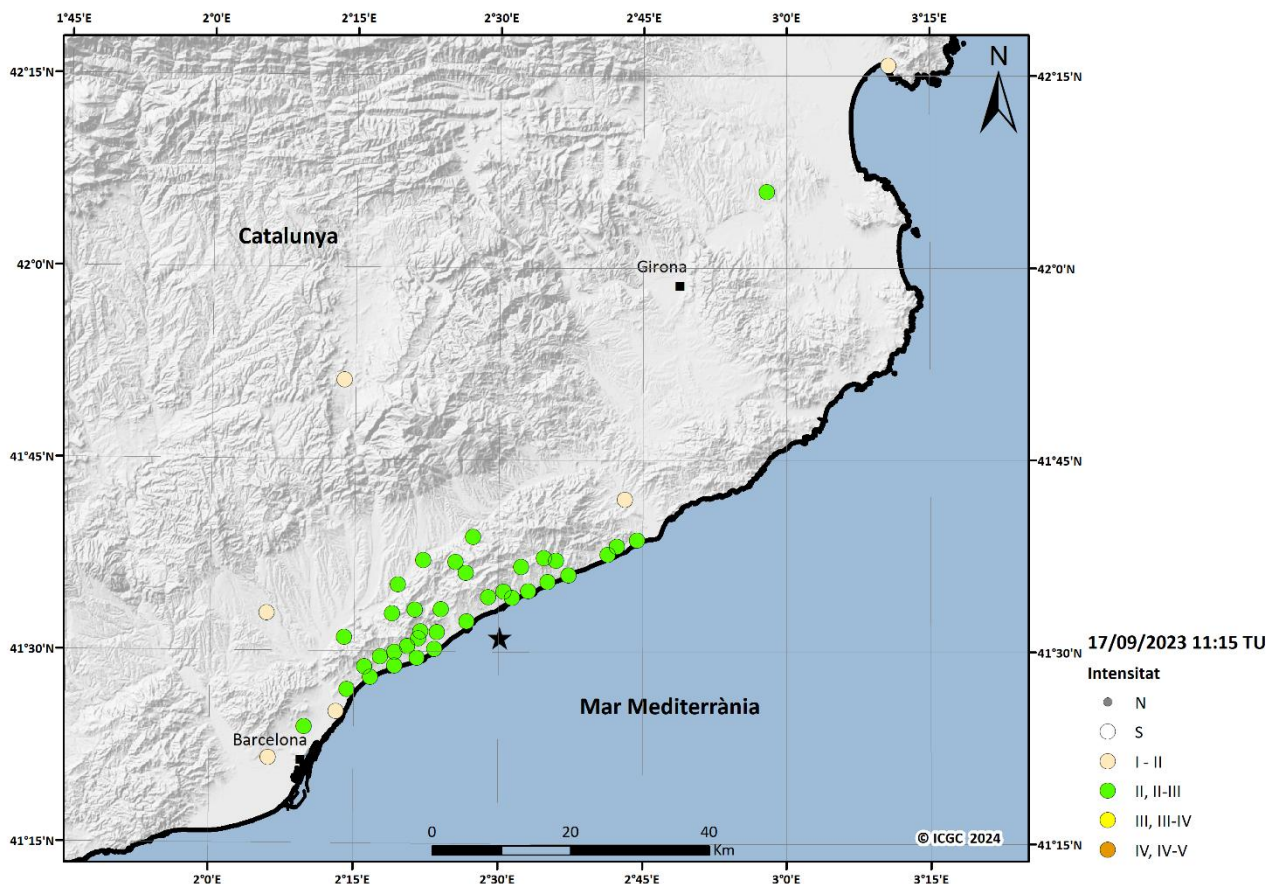 1°45'E 2°0'E 2°15'E 2°30'E 2°45'E 3°0'E 3°15'E
42°15'N 42°15'N
N
Catalunya
42°0'N 42°0'N
Girona
41°45'N 41°45'N
41°30'N 41°30'N
Mar Mediterrània
Barcelona
0 20 40
Km
© ICGC 2024
41°15'N 41°15'N
2°0'E 2°15'E 2°30'E 2°45'E 3°0'E 3°15'E
17/09/2023 11:15 TU
Intensitat
N
S
I - II
II, II-III
III, III-IV
IV, IV-V